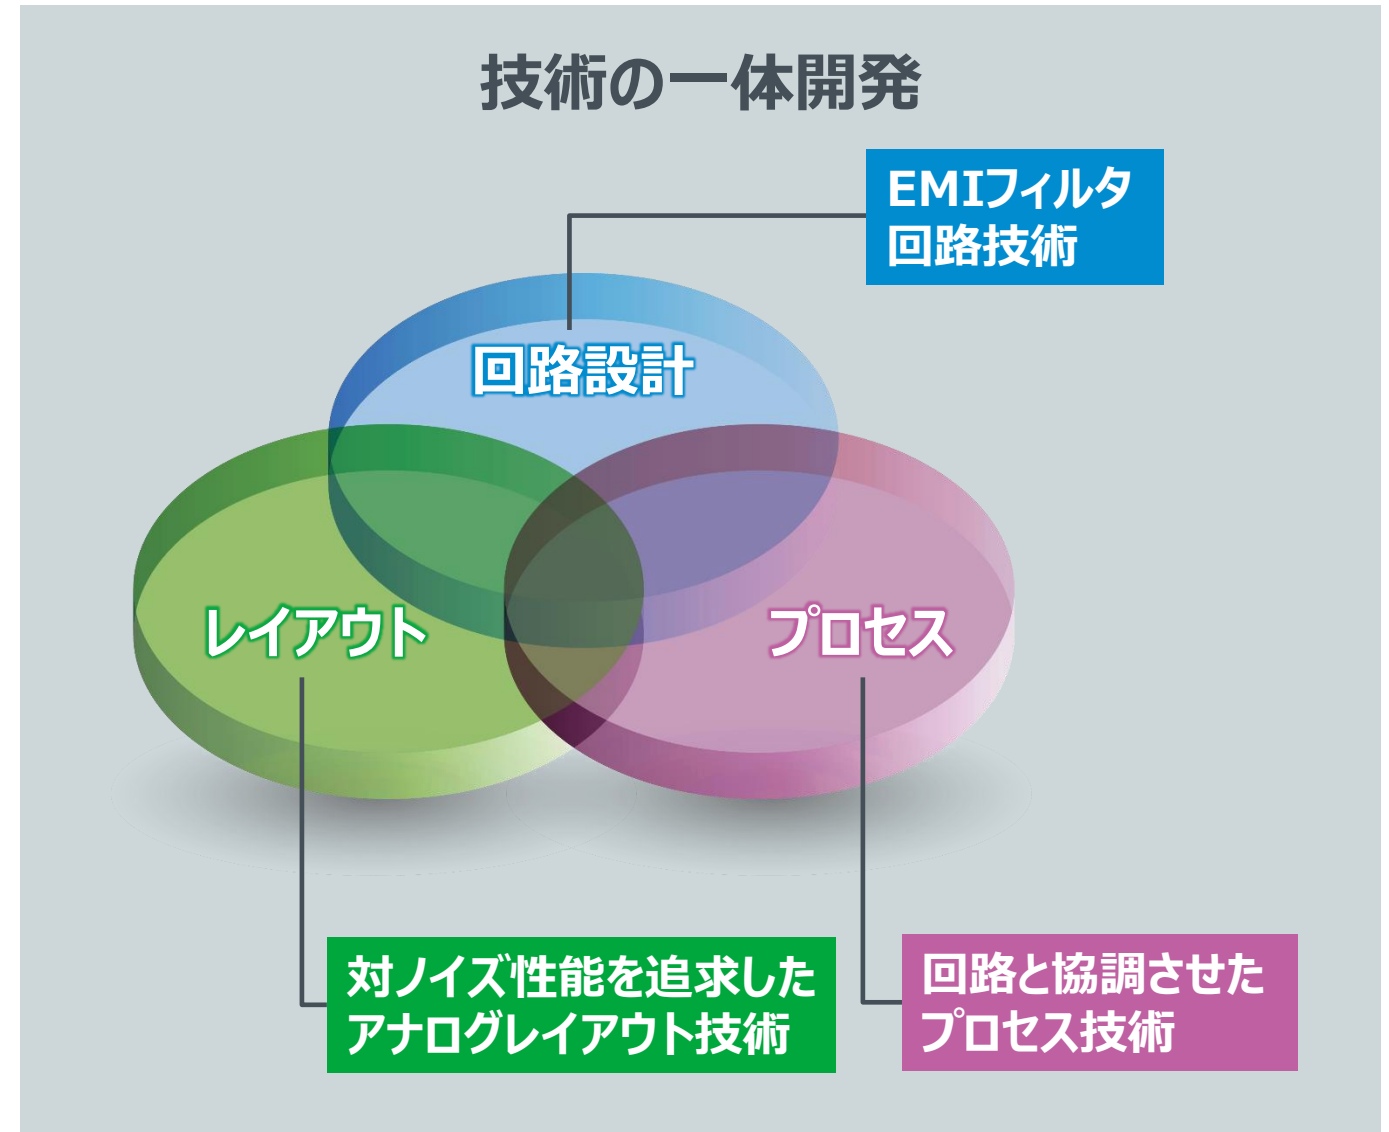 技術の一体開発
EMIフィルタ
回路技術
回路設計
レイアウト
プロセス
対ノイズ性能を追求した
アナログレイアウト技術
回路と協調させた
プロセス技術